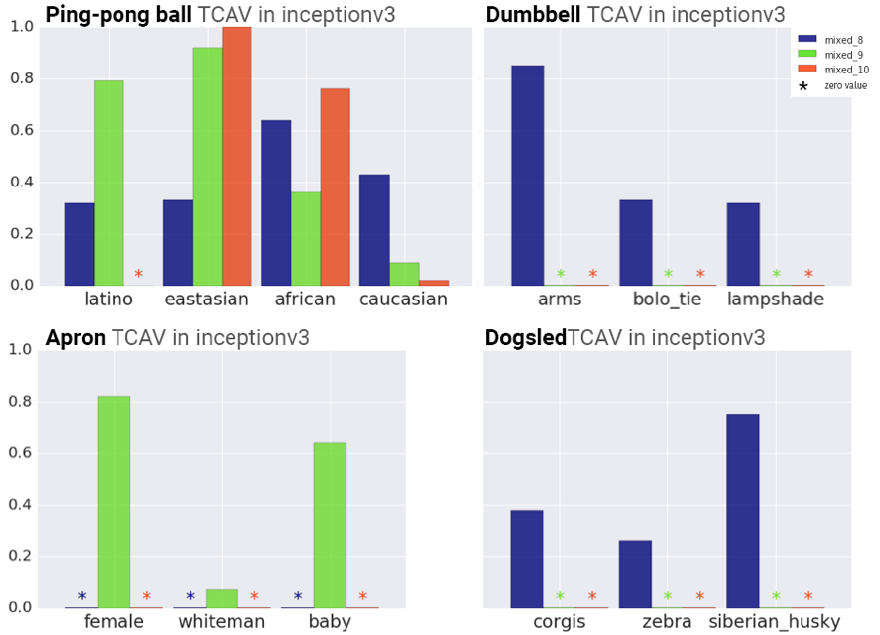 Ping-pong ball TCAV in inceptionv3
1.0
0.8
0.6
0.4
0.2
0.0
latino eastasian african caucasian
Dumbbell TCAV in inceptionv3
mixed_8
mixed_9
mixed_10
* zero value
* * * * * * *
arms bolo_tie lampshade
Apron TCAV in inceptionv3
1.0
0.8
0.6
0.4
0.2
0.0
* * * * * *
female whiteman baby
DogsledTCAV in inceptionv3
* * * * * *
corgis zebra siberian_husky